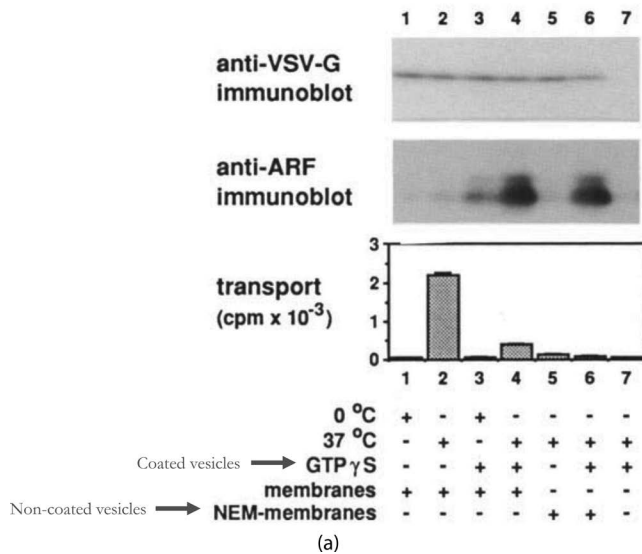 1 2 3 4 5 6 7
anti-VSV-G
immunoblot
anti-ARF
immunoblot
transport
(cpm x 10⁻³)
3
2
1
0
1 2 3 4 5 6 7
0 °C + - + - - - -
37 °C - + - + + + +
Coated vesicles GTPγS - - + + - + +
membranes + + + + - - -
Non-coated vesicles NEM-membranes - - - - + + -
(a)